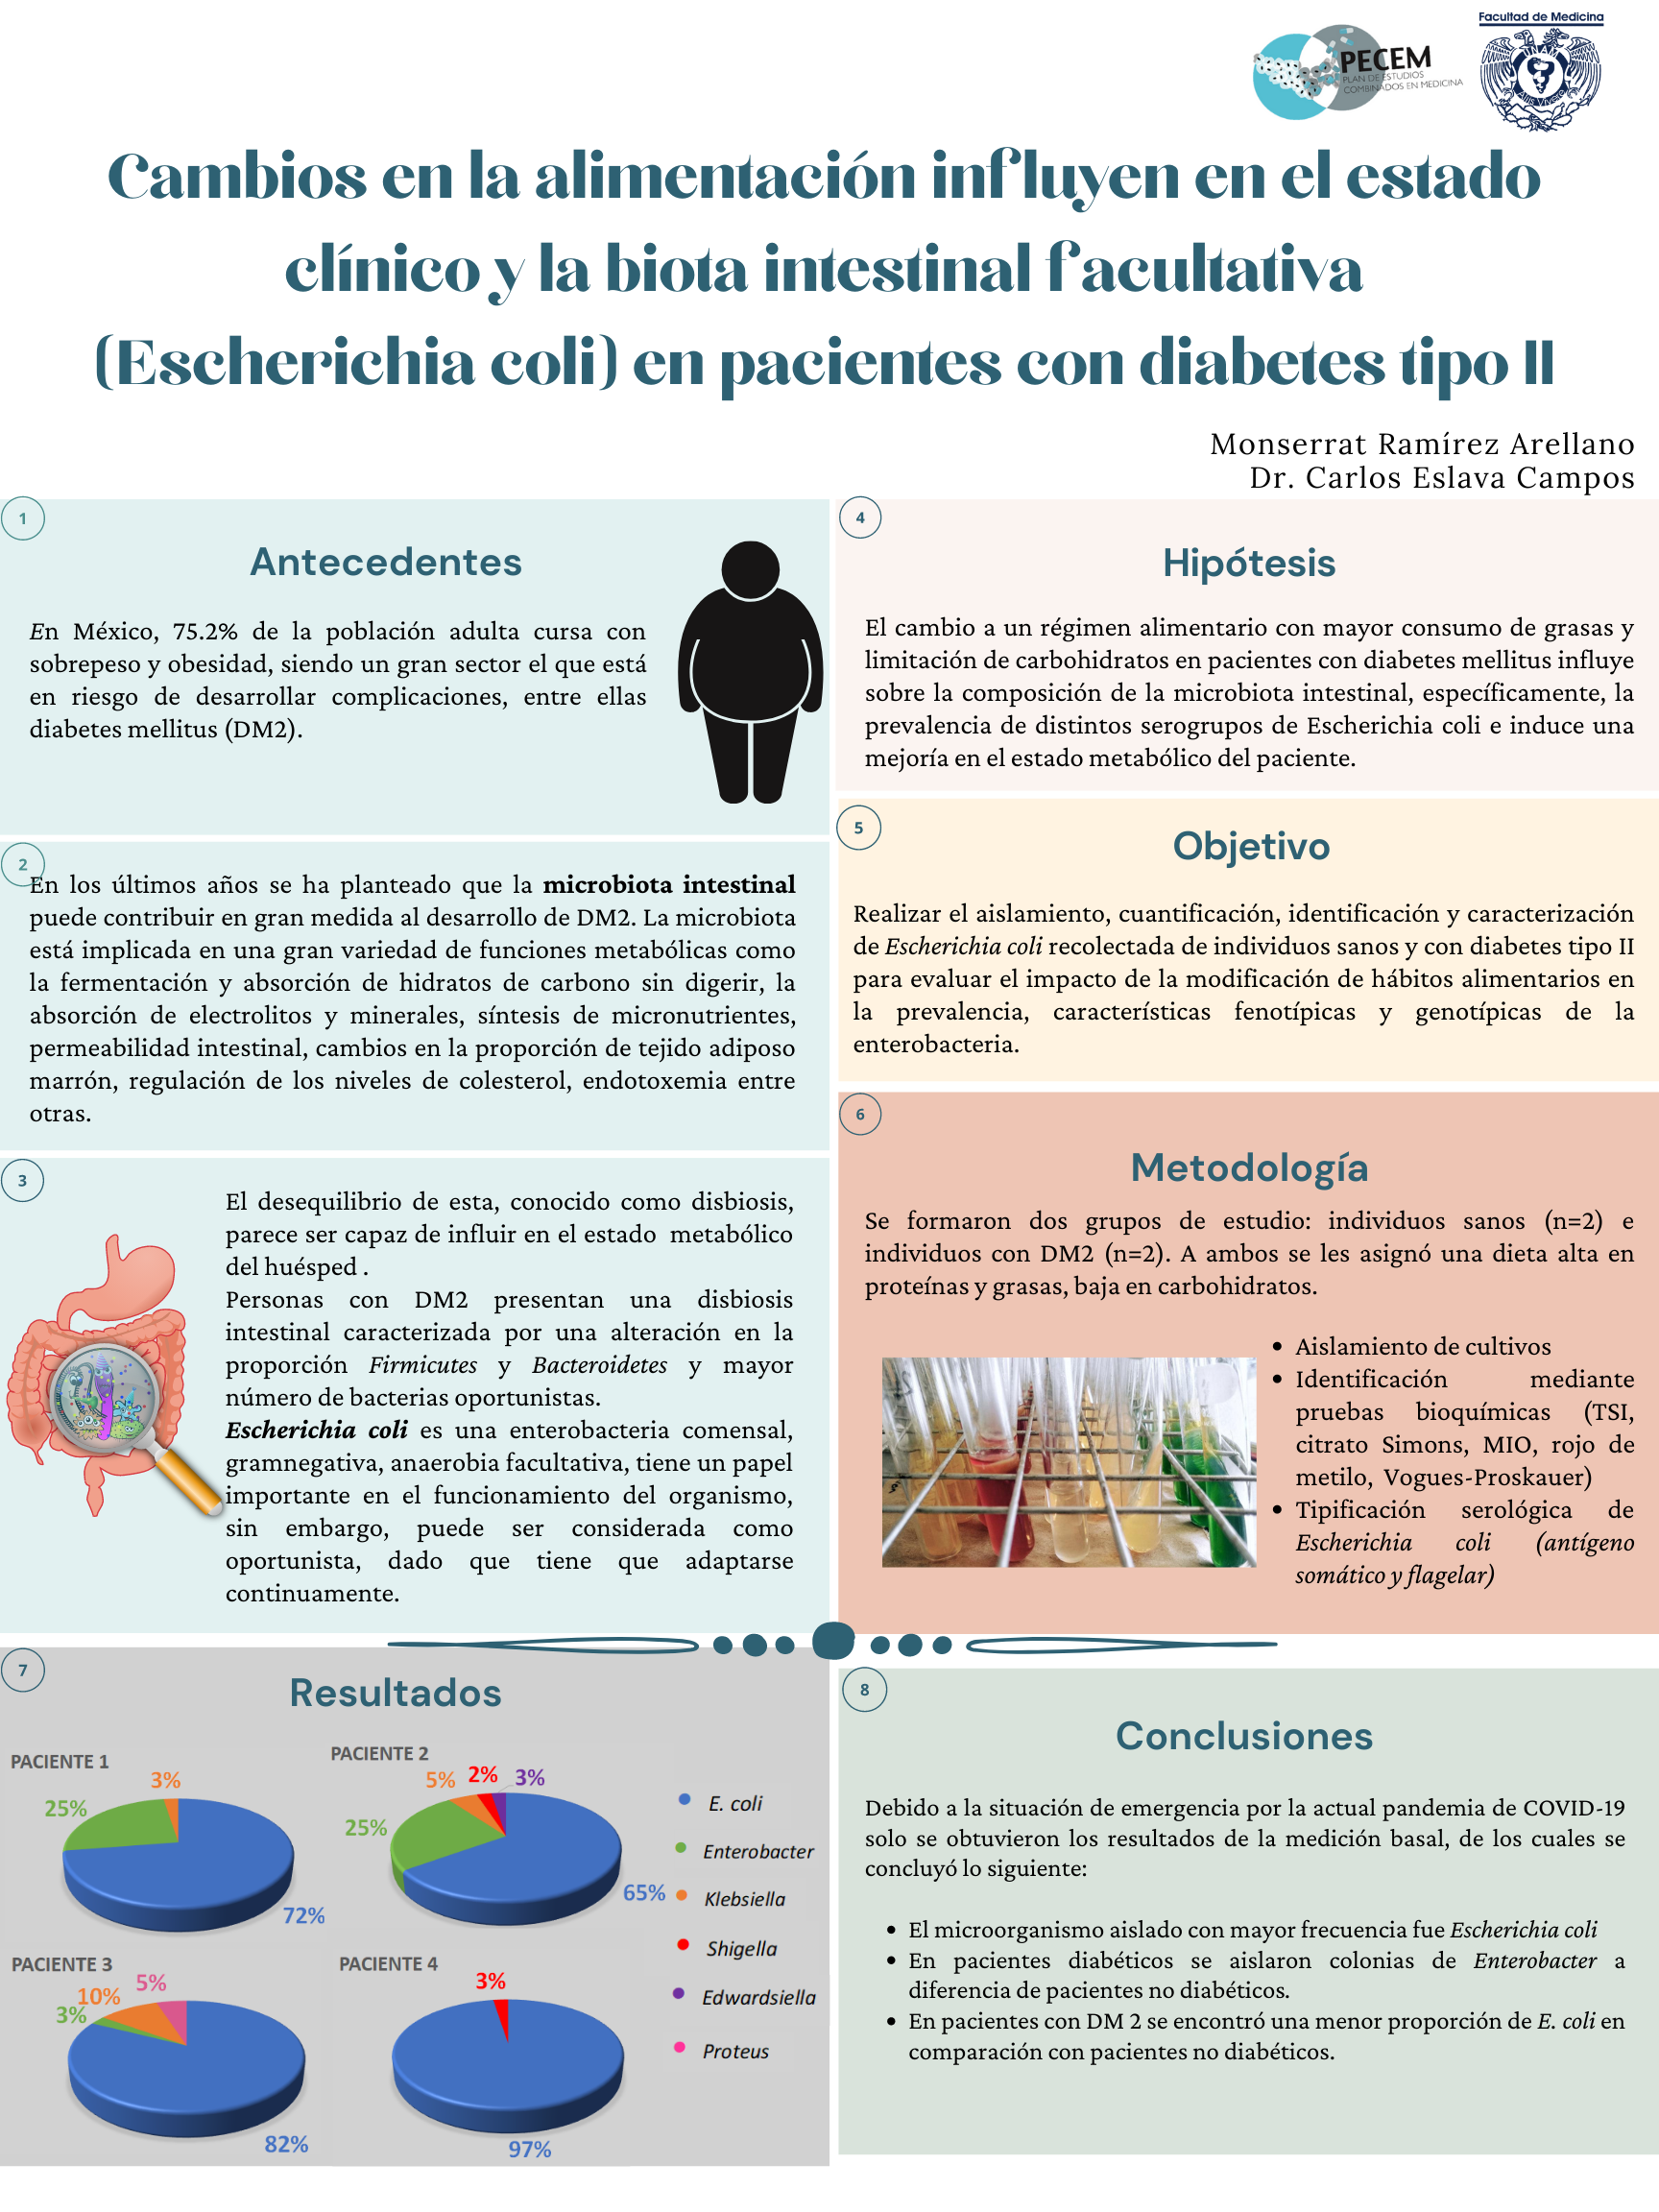 Facultad de Medicina
PECEM
PLAN DE ESTUDIOS
COMBINADOS EN MEDICINA
Cambios en la alimentación influyen en el estado
clínico y la biota intestinal facultativa
(Escherichia coli) en pacientes con diabetes tipo II
Monserrat Ramírez Arellano
Dr. Carlos Eslava Campos
1
Antecedentes
En México, 75.2% de la población adulta cursa con
sobrepeso y obesidad, siendo un gran sector el que está
en riesgo de desarrollar complicaciones, entre ellas
diabetes mellitus (DM2).
2
En los últimos años se ha planteado que la microbiota intestinal
puede contribuir en gran medida al desarrollo de DM2. La microbiota
está implicada en una gran variedad de funciones metabólicas como
la fermentación y absorción de hidratos de carbono sin digerir, la
absorción de electrolitos y minerales, síntesis de micronutrientes,
permeabilidad intestinal, cambios en la proporción de tejido adiposo
marrón, regulación de los niveles de colesterol, endotoxemia entre
otras.
3
El desequilibrio de esta, conocido como disbiosis,
parece ser capaz de influir en el estado metabólico
del huésped .
Personas con DM2 presentan una disbiosis
intestinal caracterizada por una alteración en la
proporción Firmicutes y Bacteroidetes y mayor
número de bacterias oportunistas.
Escherichia coli es una enterobacteria comensal,
gramnegativa, anaerobia facultativa, tiene un papel
importante en el funcionamiento del organismo,
sin embargo, puede ser considerada como
oportunista, dado que tiene que adaptarse
continuamente.
4
Hipótesis
El cambio a un régimen alimentario con mayor consumo de grasas y
limitación de carbohidratos en pacientes con diabetes mellitus influye
sobre la composición de la microbiota intestinal, específicamente, la
prevalencia de distintos serogrupos de Escherichia coli e induce una
mejoría en el estado metabólico del paciente.
5
Objetivo
Realizar el aislamiento, cuantificación, identificación y caracterización
de Escherichia coli recolectada de individuos sanos y con diabetes tipo II
para evaluar el impacto de la modificación de hábitos alimentarios en
la prevalencia, características fenotípicas y genotípicas de la
enterobacteria.
6
Metodología
Se formaron dos grupos de estudio: individuos sanos (n=2) e
individuos con DM2 (n=2). A ambos se les asignó una dieta alta en
proteínas y grasas, baja en carbohidratos.
• Aislamiento de cultivos
• Identificación mediante
pruebas bioquímicas (TSI,
citrato Simons, MIO, rojo de
metilo, Vogues-Proskauer)
• Tipificación serológica de
Escherichia coli (antígeno
somático y flagelar)
7
Resultados
PACIENTE 1
3%
25%
72%
PACIENTE 2
5% 2% 3%
25%
65%
PACIENTE 3
5%
10%
3%
82%
PACIENTE 4
3%
97%
E. coli
Enterobacter
Klebsiella
Shigella
Edwardsiella
Proteus
8
Conclusiones
Debido a la situación de emergencia por la actual pandemia de COVID-19
solo se obtuvieron los resultados de la medición basal, de los cuales se
concluyó lo siguiente:
• El microorganismo aislado con mayor frecuencia fue Escherichia coli
• En pacientes diabéticos se aislaron colonias de Enterobacter a
diferencia de pacientes no diabéticos.
• En pacientes con DM 2 se encontró una menor proporción de E. coli en
comparación con pacientes no diabéticos.